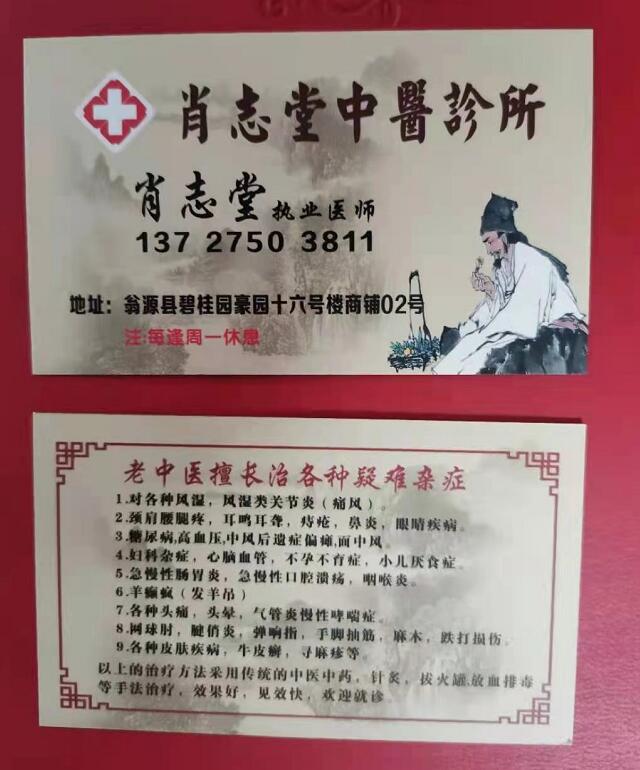 肖志堂中醫診所
肖志堂 执业医师
137 2750 3811
地址：翁源县碧桂园豪园十六号楼商铺02号
注:每逢周一休息
老中医擅长治各种疑难杂症
1.对各种风湿，风湿类关节炎（痛风）。
2.颈肩腰腿疼，耳鸣耳聋，痔疮，鼻炎，眼睛疾病。
3.糖尿病,高血压,中风后遗症偏瘫,面中风。
4.妇科杂症，心脑血管，不孕不育症，小儿厌食症。
5.急慢性肠胃炎，急慢性口腔溃疡，咽喉炎。
6.羊癫疯（发羊吊）
7.各种头痛，头晕，气管炎慢性哮喘症。
8.网球肘，腱俏炎，弹响指，手脚抽筋，麻木，跌打损伤。
9.各种皮肤疾病，牛皮癣，寻麻疹等。
以上的治疗方法采用传统的中医中药，针灸，拔火罐,放血排毒
等手法治疗，效果好，见效快，欢迎就诊。